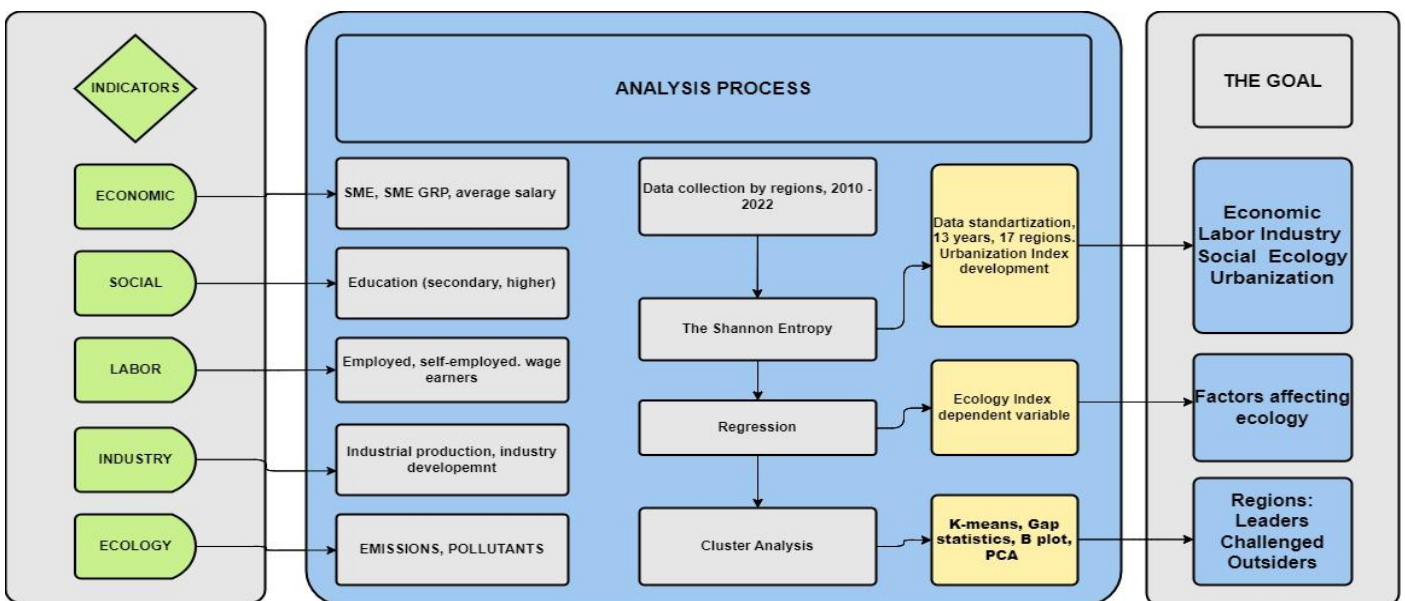 INDICATORS
ECONOMIC
SOCIAL
LABOR
INDUSTRY
ECOLOGY
ANALYSIS PROCESS
SME, SME GRP, average salary
Education (secondary, higher)
Employed, self-employed. wage
earners
Industrial production, industry
developemnt
EMISSIONS, POLLUTANTS
Data collection by regions, 2010 -
2022
The Shannon Entropy
Regression
Cluster Analysis
Data standartization,
13 years, 17 regions.
Urbanization Index
development
Ecology Index
dependent variable
K-means, Gap
statistics, B plot,
PCA
THE GOAL
Economic
Labor Industry
Social Ecology
Urbanization
Factors affecting
ecology
Regions:
Leaders
Challenged
Outsiders